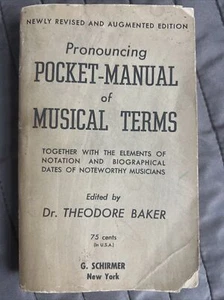 NEWLY REVISED AND AUGMENTED EDITION
Pronouncing
POCKET-MANUAL
of
MUSICAL TERMS
TOGETHER WITH THE ELEMENTS OF
NOTATION AND BIOGRAPHICAL
DATES OF NOTEWORTHY MUSICIANS
Edited by
Dr. THEODORE BAKER
75 cents
(in U.S.A.)
G. SCHIRMER
New York